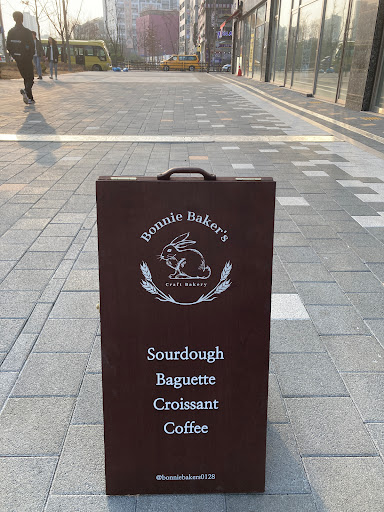 Bonnie Baker's
Craft Bakery
Sourdough
Baguette
Croissant
Coffee
@bonniebakers0128